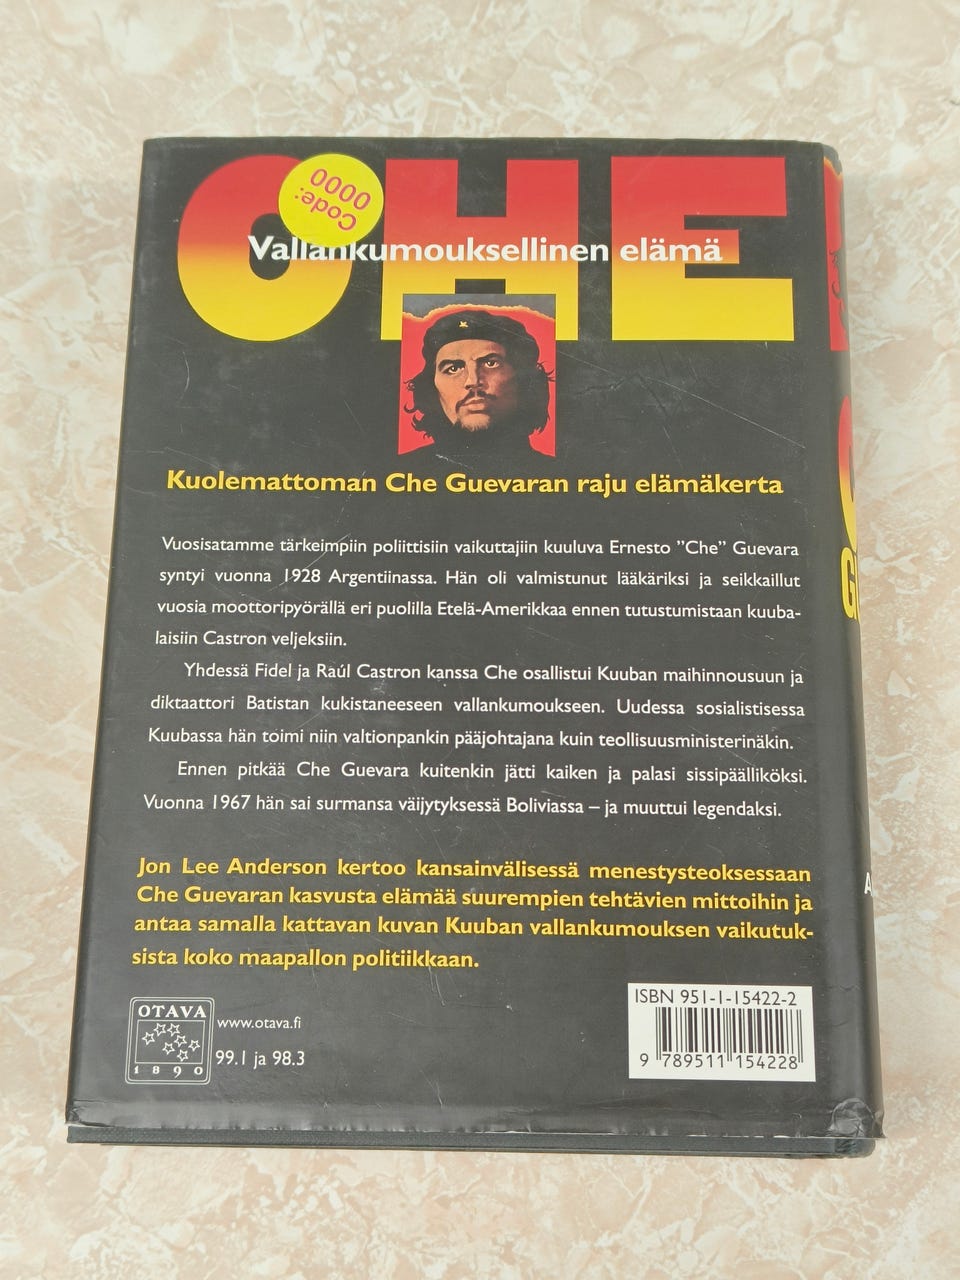 CHE
Code:
0000
Vallankumouksellinen elämä
Kuolemattoman Che Guevaran raju elämäkerta
Vuosisatamme tärkeimpiin poliittisiin vaikuttajiin kuuluva Ernesto ”Che” Guevara
syntyi vuonna 1928 Argentiinassa. Hän oli valmistunut lääkäriksi ja seikkaillut
vuosia moottoripyörällä eri puolilla Etelä-Amerikkaa ennen tutustumistaan kuuba-
laisiin Castron veljeksiin.
Yhdessä Fidel ja Raúl Castron kanssa Che osallistui Kuuban maihinnousuun ja
diktaattori Batistan kukistaneeseen vallankumoukseen. Uudessa sosialistisessa
Kuubassa hän toimi niin valtionpankin pääjohtajana kuin teollisuusministerinäkin.
Ennen pitkää Che Guevara kuitenkin jätti kaiken ja palasi sissipäälliköksi.
Vuonna 1967 hän sai surmansa väijytyksessä Boliviassa – ja muuttui legendaksi.
Jon Lee Anderson kertoo kansainvälisessä menestysteoksessaan
Che Guevaran kasvusta elämää suurempien tehtävien mittoihin ja
antaa samalla kattavan kuvan Kuuban vallankumouksen vaikutuk-
sista koko maapallon politiikkaan.
OTAVA
1890
www.otava.fi
99.1 ja 98.3
ISBN 951-1-15422-2
9 789511 154228